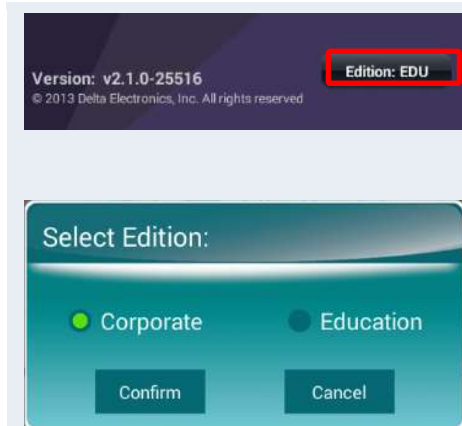 Version: v2.1.0-25516
Edition: EDU
© 2013 Delta Electronics, Inc. All rights reserved
Select Edition:
Corporate
Education
Confirm
Cancel